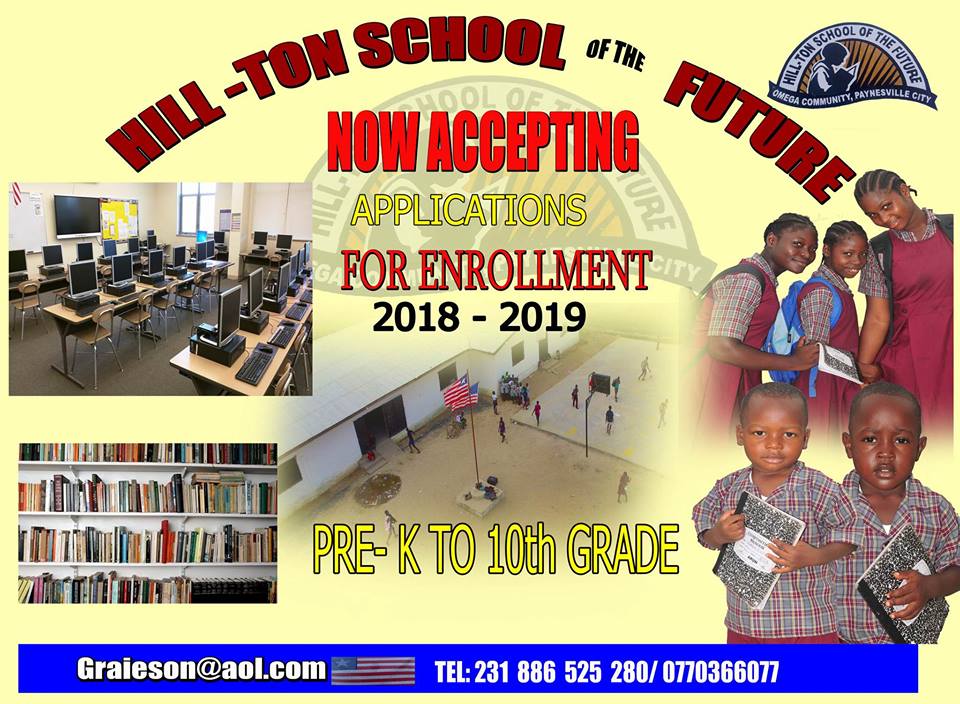 HILL -TON SCHOOL OF THE FUTURE
HILL-TON SCHOOL OF THE FUTURE
OMEGA COMMUNITY, PAYNESVILLE CITY
NOW ACCEPTING
APPLICATIONS
FOR ENROLLMENT
2018 - 2019
PRE- K TO 10th GRADE
Graieson@aol.com
TEL: 231 886 525 280/ 0770366077